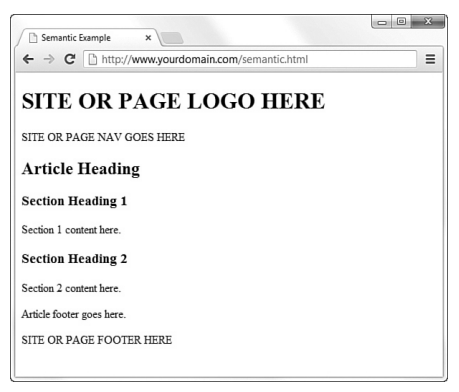 Semantic Example
http://www.yourdomain.com/semantic.html
SITE OR PAGE LOGO HERE
SITE OR PAGE NAV GOES HERE
Article Heading
Section Heading 1
Section 1 content here.
Section Heading 2
Section 2 content here.
Article footer goes here.
SITE OR PAGE FOOTER HERE